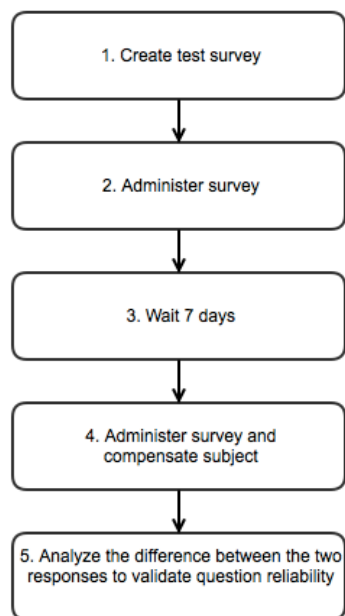 1. Create test survey
2. Administer survey
3. Wait 7 days
4. Administer survey and
compensate subject
5. Analyze the difference between the two
responses to validate question reliability